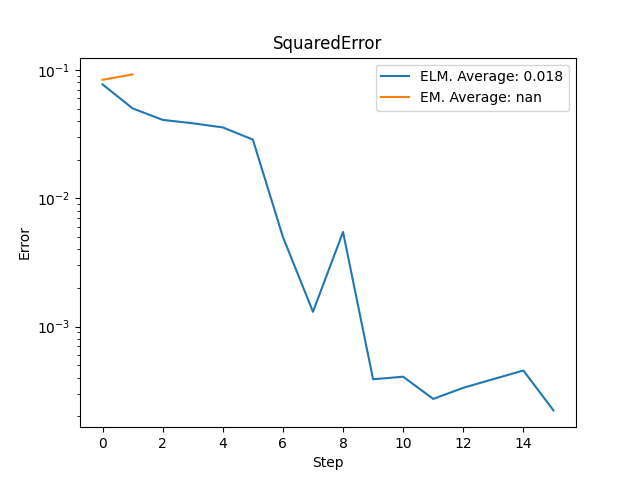 SquaredError
ELM. Average: 0.018
EM. Average: nan
Error
10⁻¹
10⁻²
10⁻³
0 2 4 6 8 10 12 14
Step